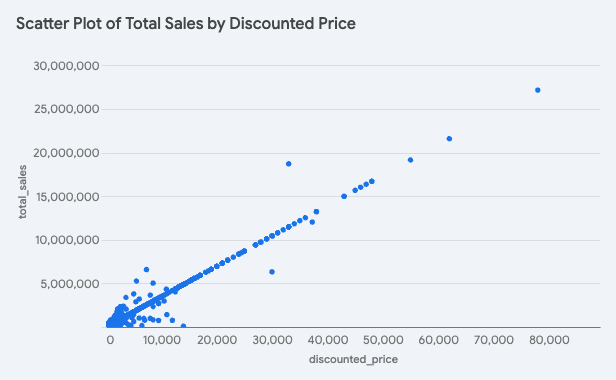 Scatter Plot of Total Sales by Discounted Price
30,000,000
25,000,000
20,000,000
15,000,000
10,000,000
5,000,000
total_sales
0 10,000 20,000 30,000 40,000 50,000 60,000 70,000 80,000
discounted_price